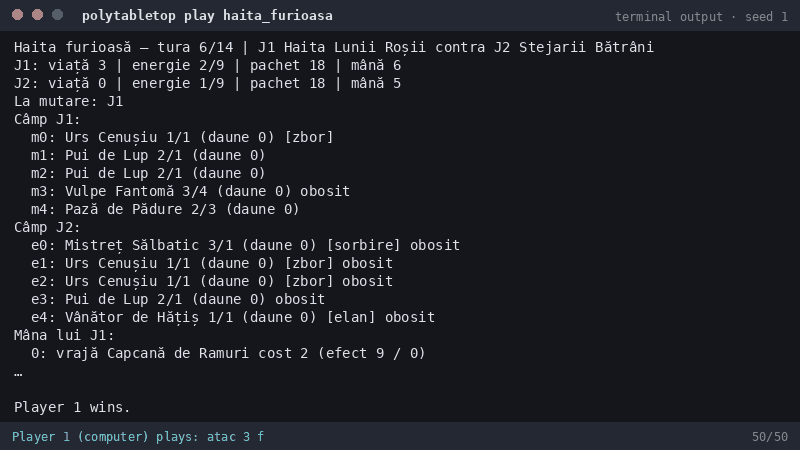 polytabletop play haita_furioasa
terminal output · seed 1
Haita furioasă — tura 6/14 | J1 Haita Lunii Roșii contra J2 Stejarii Bătrâni
J1: viață 3 | energie 2/9 | pachet 18 | mână 6
J2: viață 0 | energie 1/9 | pachet 18 | mână 5
La mutare: J1
Câmp J1:
m0: Urs Cenușiu 1/1 (daune 0) [zbor]
m1: Pui de Lup 2/1 (daune 0)
m2: Pui de Lup 2/1 (daune 0)
m3: Vulpe Fantomă 3/4 (daune 0) obosit
m4: Pază de Pădure 2/3 (daune 0)
Câmp J2:
e0: Mistreț Sălbatic 3/1 (daune 0) [sorbire] obosit
e1: Urs Cenușiu 1/1 (daune 0) [zbor] obosit
e2: Urs Cenușiu 1/1 (daune 0) [zbor] obosit
e3: Pui de Lup 2/1 (daune 0) obosit
e4: Vânător de Hățiș 1/1 (daune 0) [elan] obosit
Mâna lui J1:
0: vrajă Capcană de Ramuri cost 2 (efect 9 / 0)
…
Player 1 wins.
Player 1 (computer) plays: atac 3 f
50/50